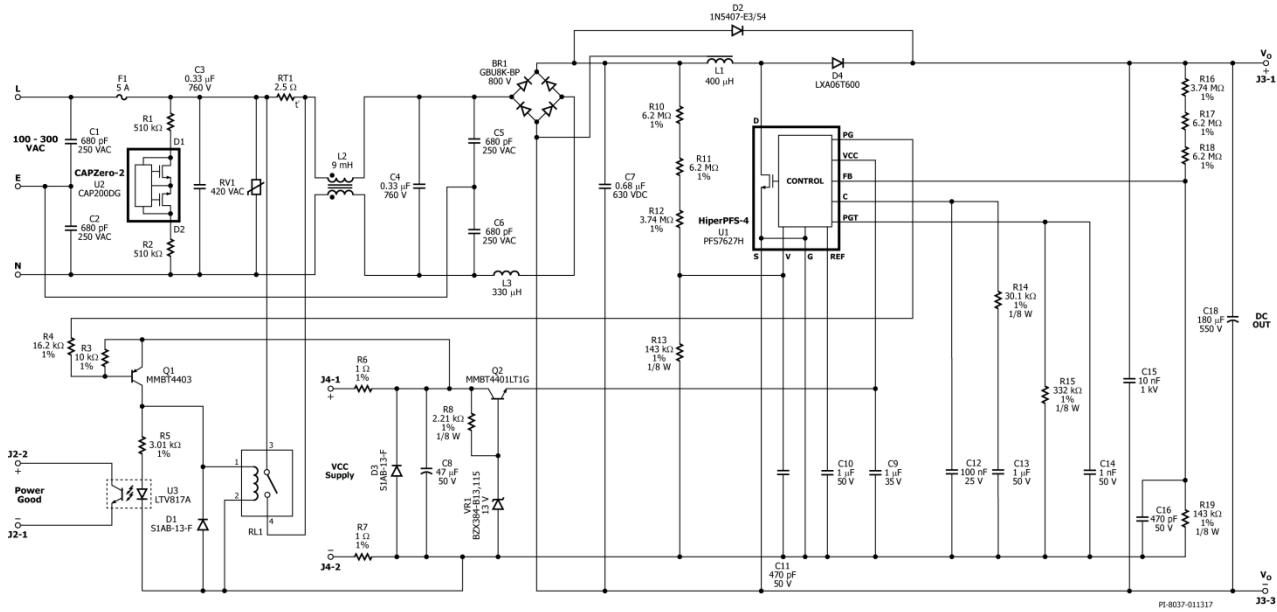 D2
1N5407-E3/54
BR1
GBU8K-BP
800 V
L1
400 µH
D4
LXA06T600
VO
+
J3-1
F1
5 A
C3
0.33 µF
760 V
RT1
2.5 Ω
t°
L
R16
3.74 MΩ
1%
R10
6.2 MΩ
1%
R17
6.2 MΩ
1%
R18
6.2 MΩ
1%
R1
510 kΩ
C1
680 pF
250 VAC
100 - 300
VAC
D1
CAPZero-2
U2
CAP200DG
D2
E
C2
680 pF
250 VAC
R2
510 kΩ
N
RV1
420 VAC
L2
9 mH
C4
0.33 µF
760 V
C5
680 pF
250 VAC
C6
680 pF
250 VAC
L3
330 µH
C7
0.68 µF
630 VDC
R11
6.2 MΩ
1%
R12
3.74 MΩ
1%
D
PG
VCC
FB
CONTROL
C
PGT
HiperPFS-4
U1
PFS7627H
S
V
G
REF
R14
30.1 kΩ
1%
1/8 W
C18
180 µF
550 V
DC
OUT
R4
16.2 kΩ
1%
R3
10 kΩ
1%
Q1
MMBT4403
R13
143 kΩ
1%
1/8 W
R6
1 Ω
1%
J4-1
+
Q2
MMBT4401LT1G
R15
332 kΩ
1%
1/8 W
C15
10 nF
1 kV
R5
3.01 kΩ
1%
R8
2.21 kΩ
1%
1/8 W
J2-2
+
Power
Good
J2-1
U3
LTV817A
D1
S1AB-13-F
3
1
2
4
RL1
VCC
Supply
D3
S1AB-13-F
C8
47 µF
50 V
VR1
BZX384-B13,115
13 V
C10
1 µF
50 V
C9
1 µF
35 V
C12
100 nF
25 V
C13
1 µF
50 V
C14
1 nF
50 V
C16
470 pF
50 V
R19
143 kΩ
1%
1/8 W
R7
1 Ω
1%
J4-2
C11
470 pF
50 V
VO
J3-3
PI-8037-011317